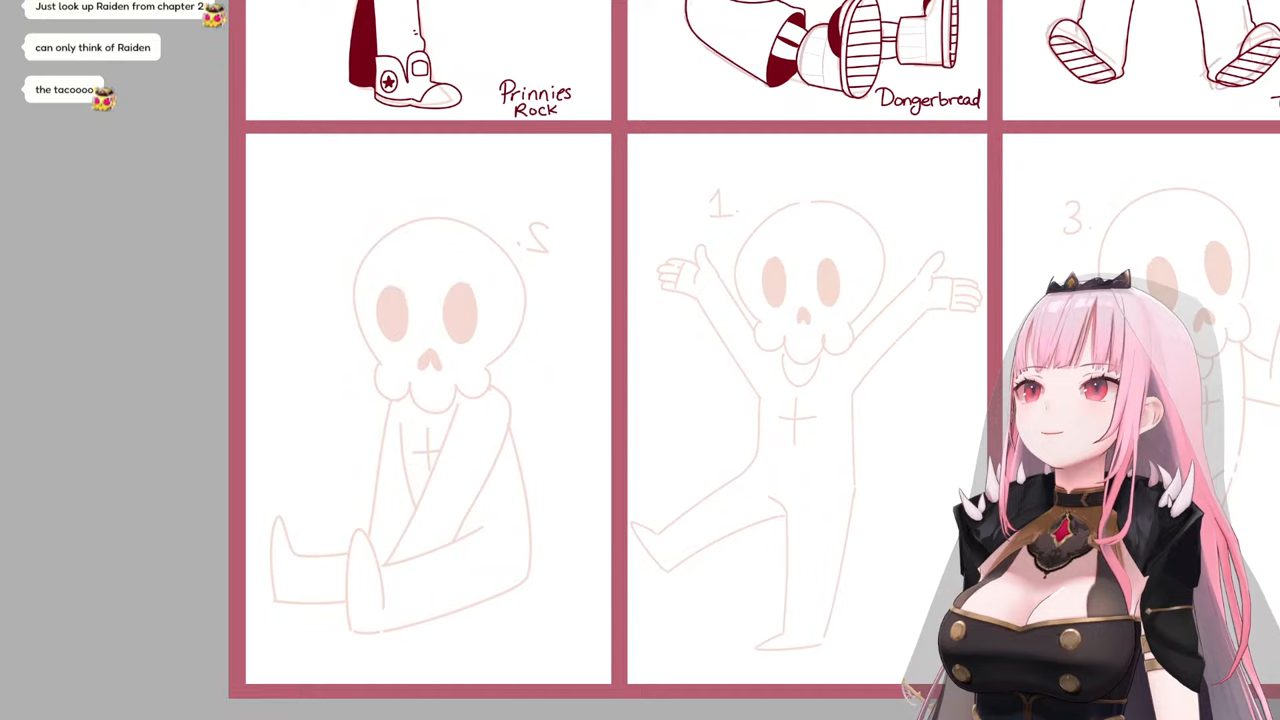 Just look up Raiden from chapter 2
can only think of Raiden
the tacoooo
Prinnies
Rock
Dongerbread
2.
1.
3.